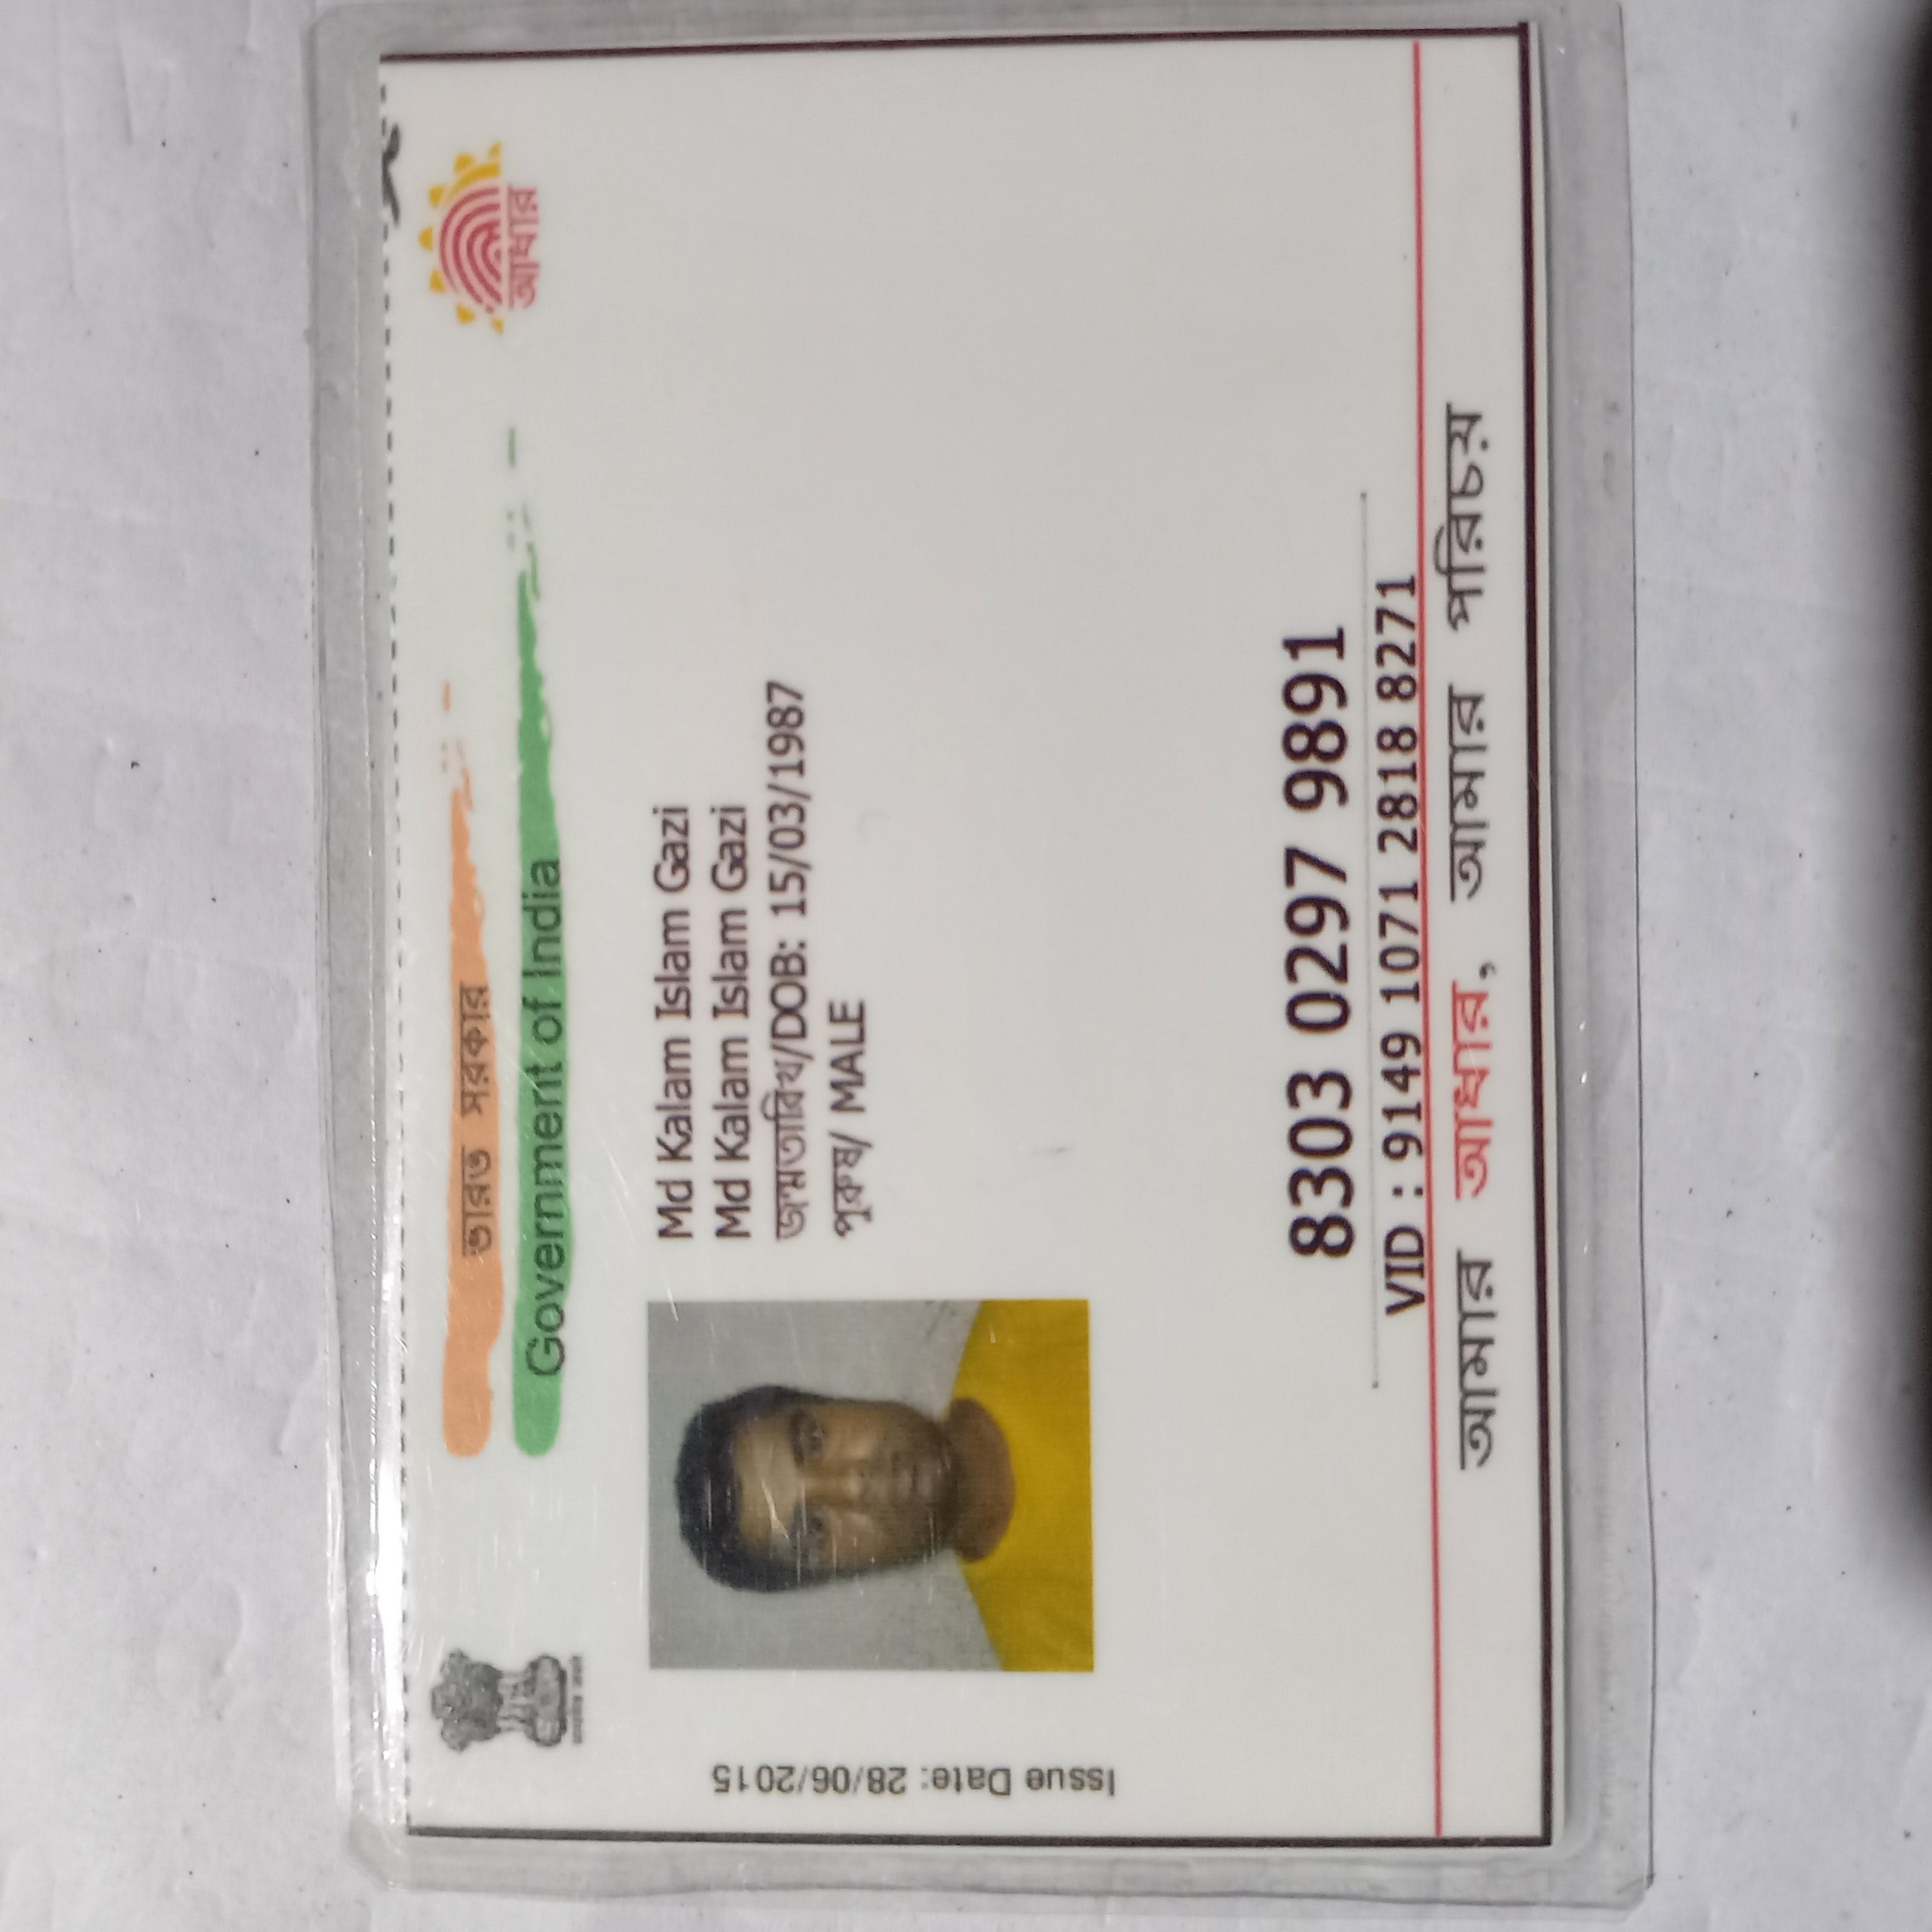 ভারত সরকার
Government of India
আধার
Issue Date: 28/06/2015
Md Kalam Islam Gazi
Md Kalam Islam Gazi
জন্মতারিখ/DOB: 15/03/1987
পুরুষ/ MALE
8303 0297 9891
VID : 9149 1071 2818 8271
আমার আধার, আমার পরিচয়